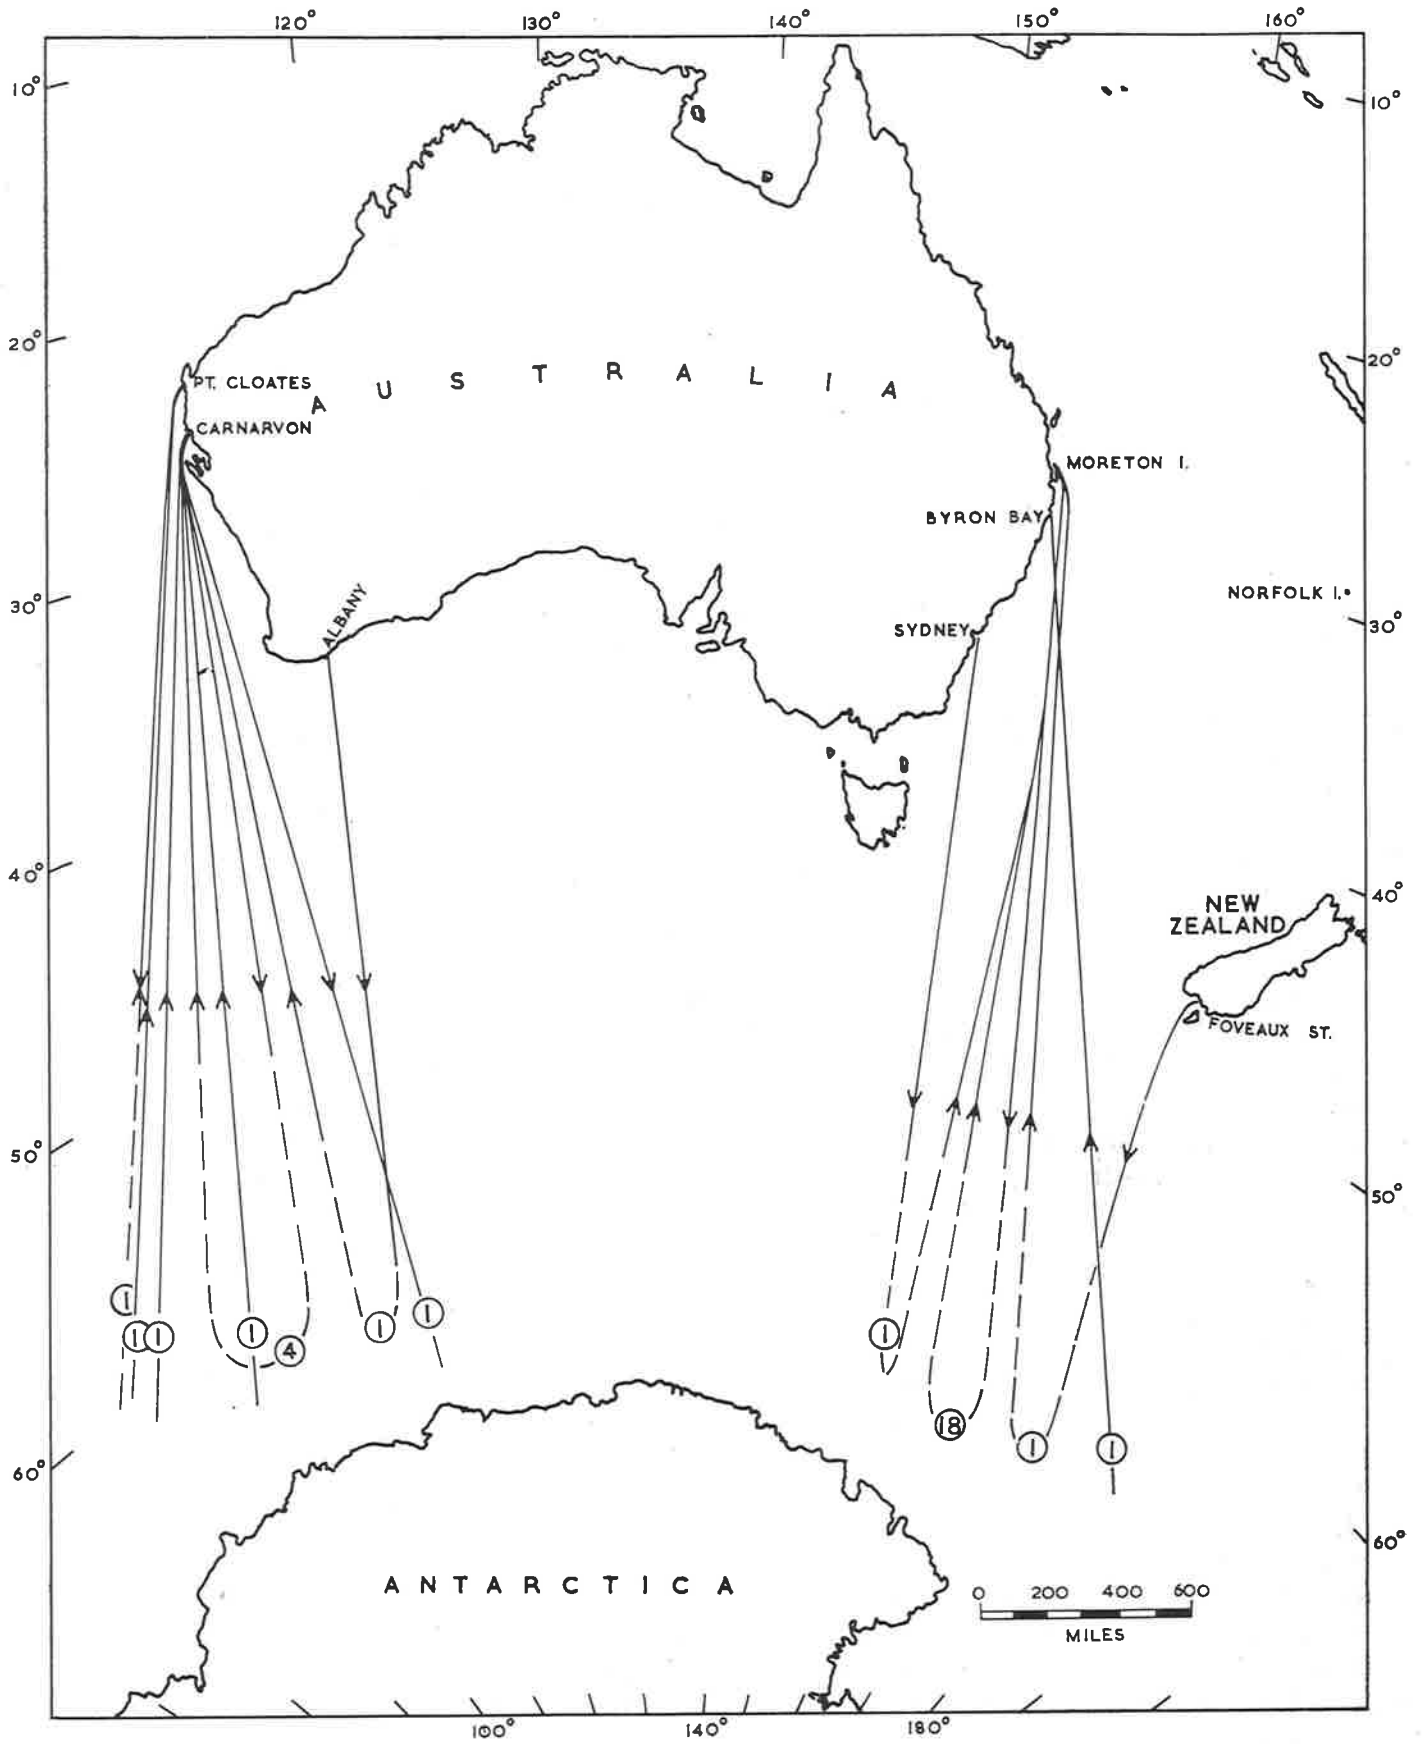 120° 130° 140° 150° 160°
10° 10°
20° 20°
PT. CLOATES
AUSTRALIA
CARNARVON
MORETON I.
BYRON BAY
NORFOLK I.
30° 30°
ALBANY
SYDNEY
40° 40°
NEW
ZEALAND
FOVEAUX ST.
50° 50°
1 1 1 1 4 1 1 1 18 1 1
60° 60°
ANTARCTICA
0 200 400 600
MILES
100° 140° 180°